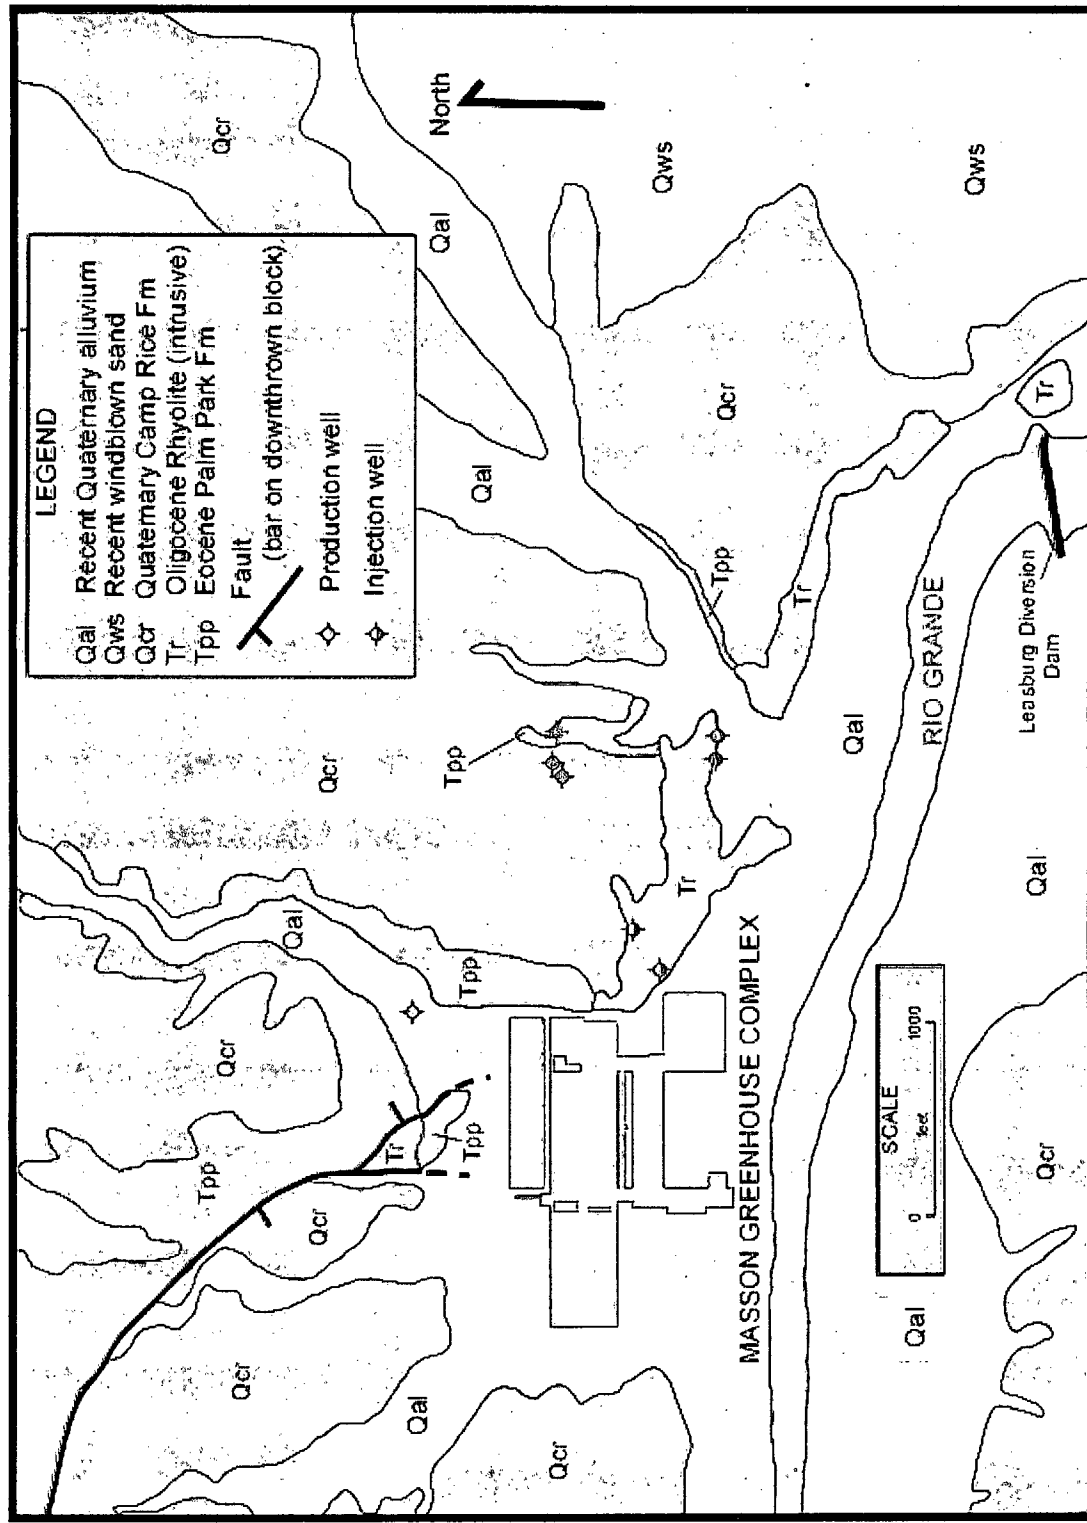 LEGEND
Qal Recent Quaternary alluvium
Qws Recent windblown sand
Qcr Quaternary Camp Rice Fm
Tr Oligocene Rhyolite (intrusive)
Tpp Eocene Palm Park Fm
Fault
(bar on downthrown block)
Production well
Injection well
North
Qcr
Qal
Qws
Qws
Qcr
Qal
Tpp
Tr
Tr
Qcr
Tpp
Qal
Tpp
Tr
Qcr
Tpp
Tr
Tpp
Qcr
Qcr
Qal
Qcr
MASSON GREENHOUSE COMPLEX
Qal
RIO GRANDE
Leasburg Diversion
Dam
Qal
SCALE
0 feet 1000
Qal
Qcr